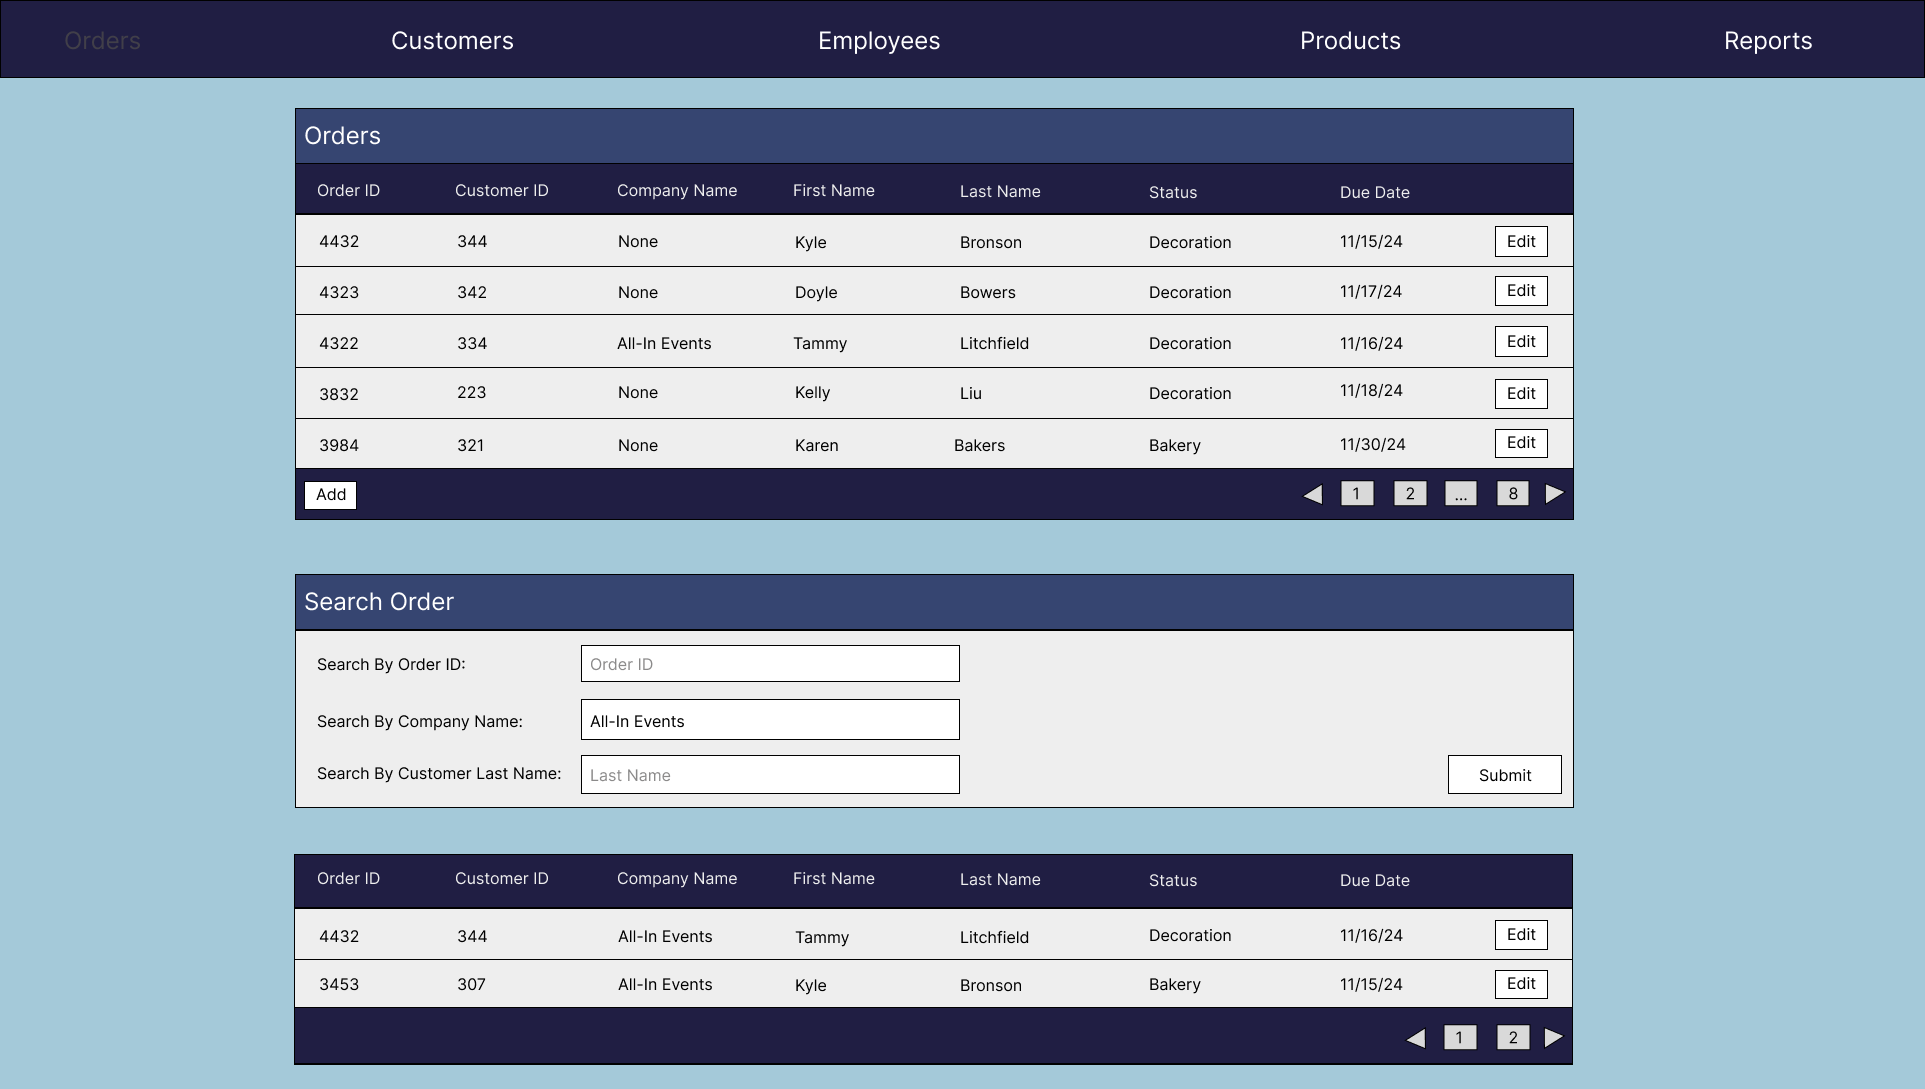 Orders Customers Employees Products Reports
Orders
Order ID Customer ID Company Name First Name Last Name Status Due Date
4432 344 None Kyle Bronson Decoration 11/15/24 Edit
4323 342 None Doyle Bowers Decoration 11/17/24 Edit
4322 334 All-In Events Tammy Litchfield Decoration 11/16/24 Edit
3832 223 None Kelly Liu Decoration 11/18/24 Edit
3984 321 None Karen Bakers Bakery 11/30/24 Edit
Add 1 2 ... 8
Search Order
Search By Order ID: Order ID
Search By Company Name: All-In Events
Search By Customer Last Name: Last Name Submit
Order ID Customer ID Company Name First Name Last Name Status Due Date
4432 344 All-In Events Tammy Litchfield Decoration 11/16/24 Edit
3453 307 All-In Events Kyle Bronson Bakery 11/15/24 Edit
1 2